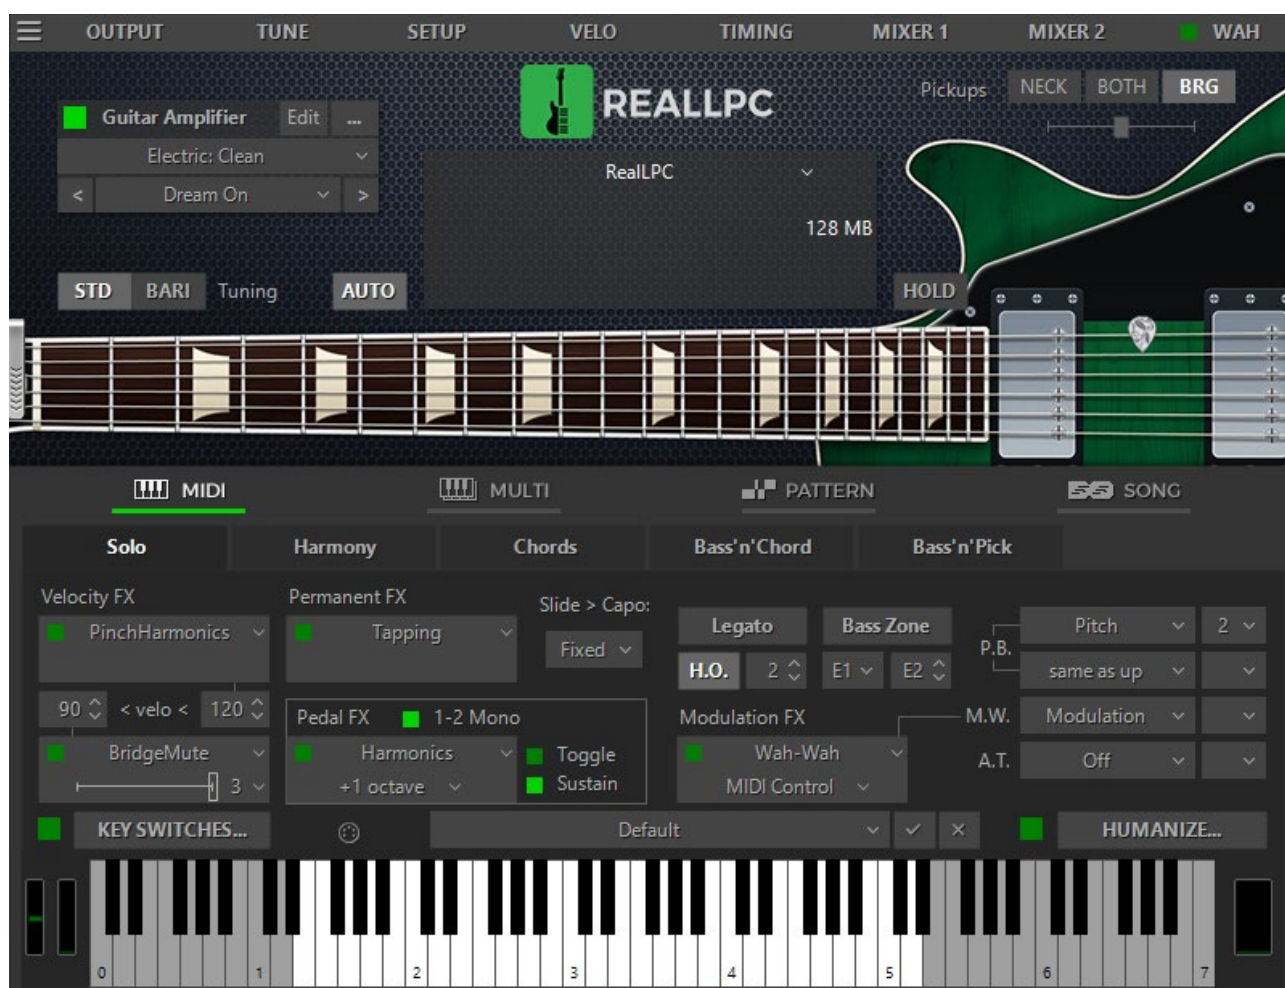 OUTPUT TUNE SETUP VELO TIMING MIXER 1 MIXER 2 WAH
REALLPC
Pickups NECK BOTH BRG
Guitar Amplifier Edit ...
Electric: Clean
< Dream On >
RealLPC
128 MB
STD BARI Tuning AUTO HOLD
MIDI MULTI PATTERN SONG
Solo Harmony Chords Bass'n'Chord Bass'n'Pick
Velocity FX Permanent FX Slide > Capo:
PinchHarmonics Tapping Fixed
Legato Bass Zone P.B. Pitch 2
H.O. 2 E1 E2 same as up
90 < velo < 120
Pedal FX 1-2 Mono Modulation FX M.W. Modulation
BridgeMute Harmonics Toggle Wah-Wah A.T. Off
3 +1 octave Sustain MIDI Control
KEY SWITCHES... Default HUMANIZE...
0 1 2 3 4 5 6 7